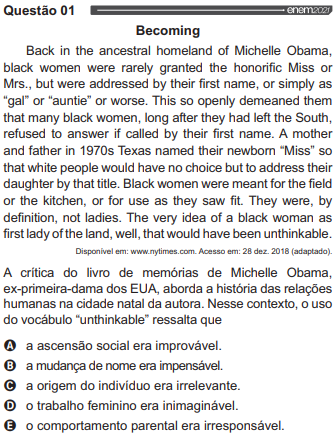 Questão 01 enem2021
Becoming
Back in the ancestral homeland of Michelle Obama,
black women were rarely granted the honorific Miss or
Mrs., but were addressed by their first name, or simply as
“gal” or “auntie” or worse. This so openly demeaned them
that many black women, long after they had left the South,
refused to answer if called by their first name. A mother
and father in 1970s Texas named their newborn “Miss” so
that white people would have no choice but to address their
daughter by that title. Black women were meant for the field
or the kitchen, or for use as they saw fit. They were, by
definition, not ladies. The very idea of a black woman as
first lady of the land, well, that would have been unthinkable.
Disponível em: www.nytimes.com. Acesso em: 28 dez. 2018 (adaptado).
A crítica do livro de memórias de Michelle Obama,
ex-primeira-dama dos EUA, aborda a história das relações
humanas na cidade natal da autora. Nesse contexto, o uso
do vocábulo “unthinkable” ressalta que
A a ascensão social era improvável.
B a mudança de nome era impensável.
C a origem do indivíduo era irrelevante.
D o trabalho feminino era inimaginável.
E o comportamento parental era irresponsável.